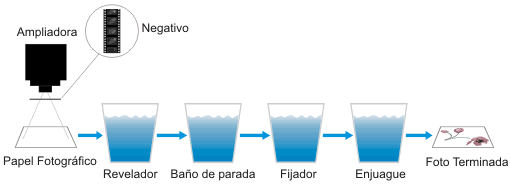 Ampliadora
Negativo
Papel Fotográfico
Revelador
Baño de parada
Fijador
Enjuague
Foto Terminada